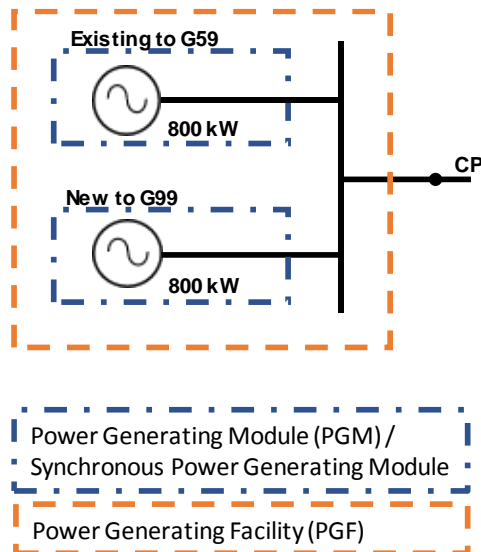 Existing to G59
800 kW
CP
New to G99
800 kW
Power Generating Module (PGM) /
Synchronous Power Generating Module
Power Generating Facility (PGF)